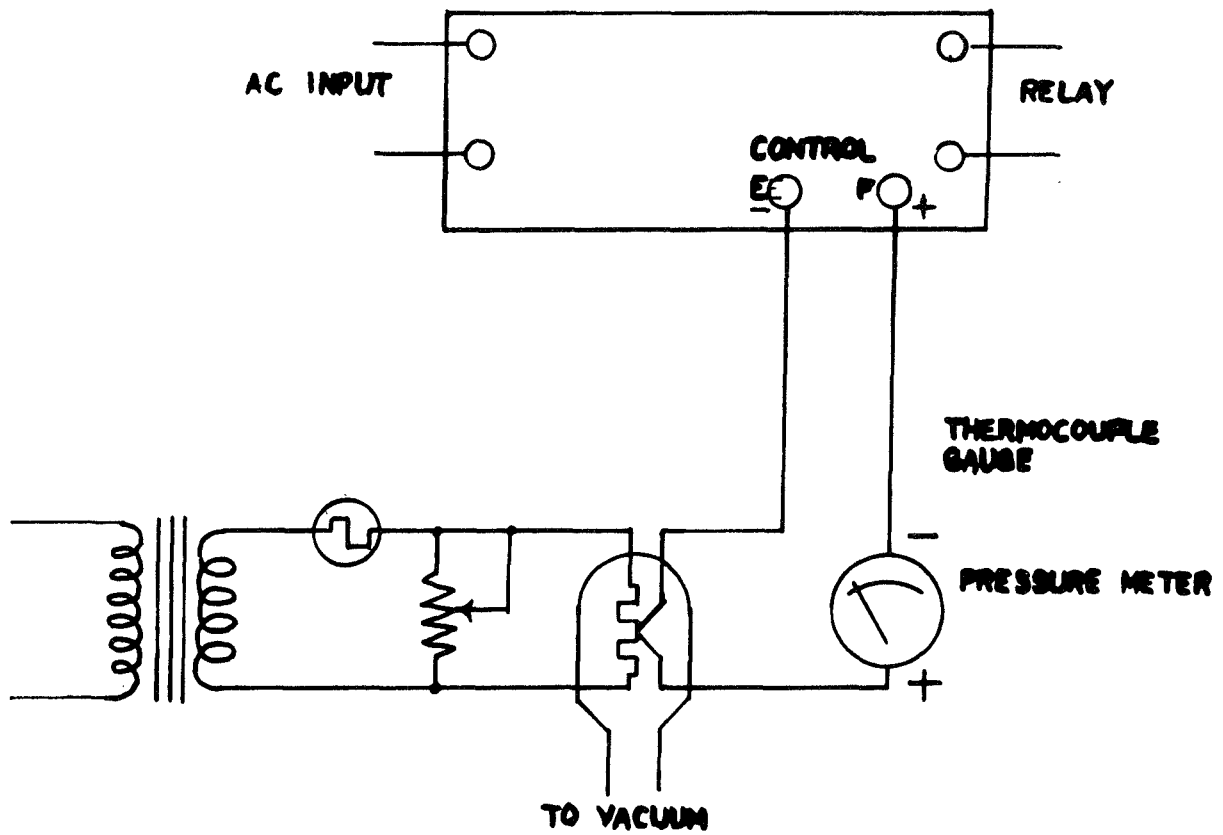 AC INPUT
RELAY
CONTROL
E F
- +
THERMOCOUPLE
GAUGE
-
PRESSURE METER
+
TO VACUUM